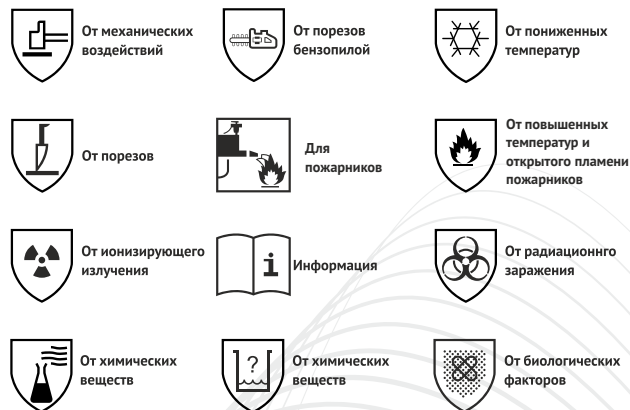 От механических
воздействий
От порезов
бензопилой
От пониженных
температур
От порезов
Для
пожарников
От повышенных
температур и
открытого пламени
пожарников
От ионизирующего
излучения
i
Информация
От радиационнго
заражения
От химических
веществ
?
От химических
веществ
От биологических
факторов